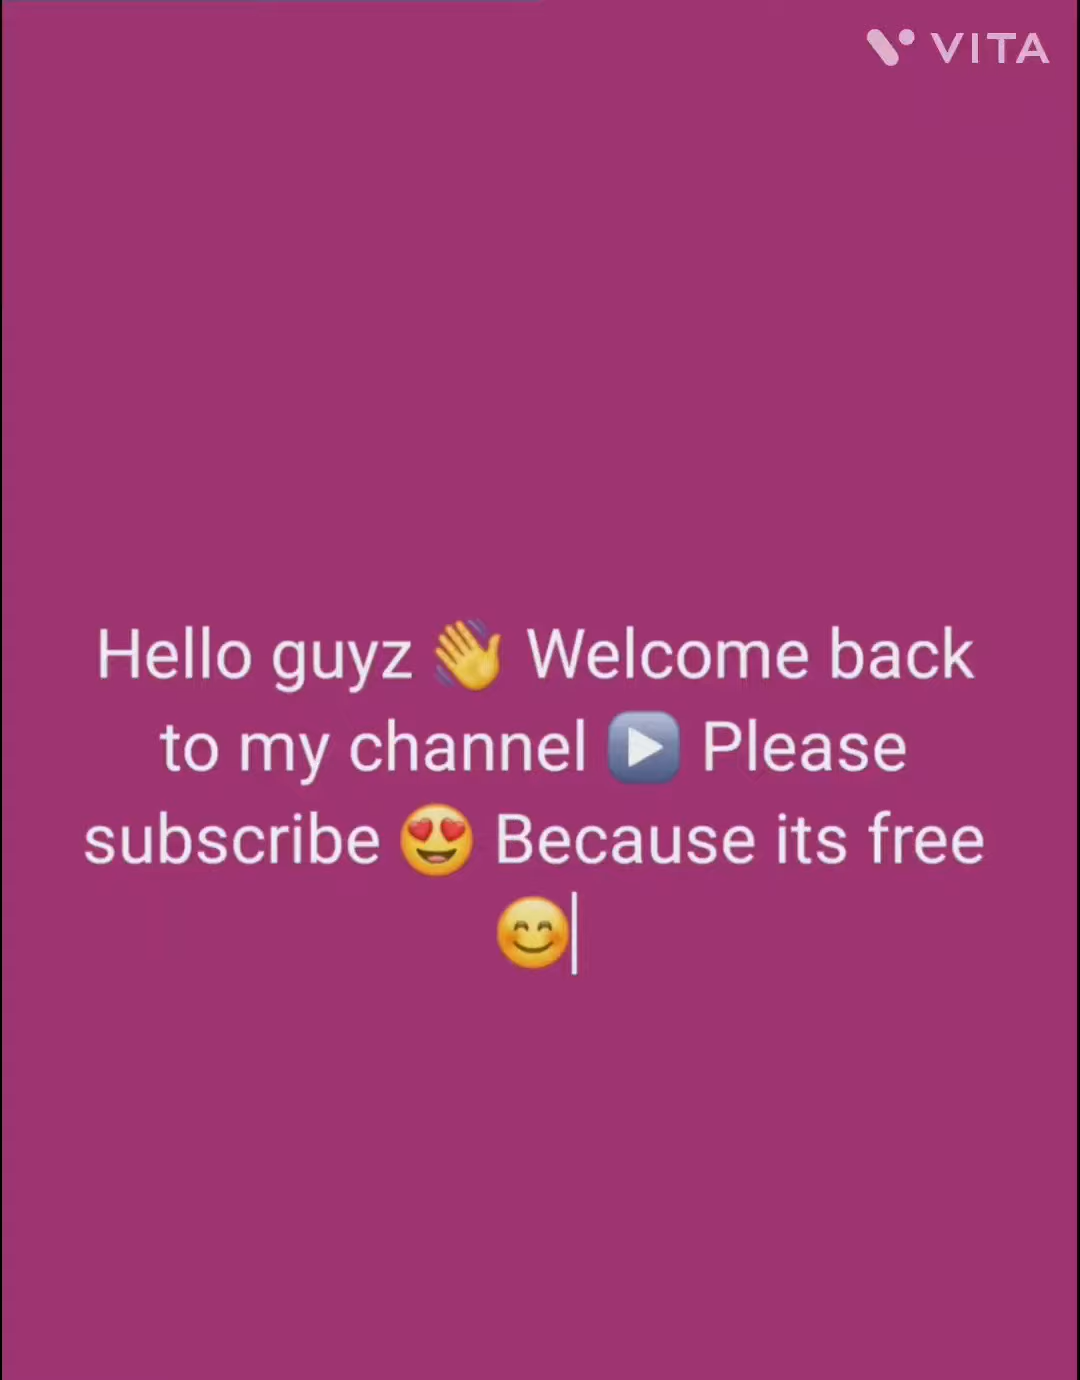 VITA
Hello guyz 👋 Welcome back
to my channel ▶️ Please
subscribe 😍 Because its free
😊